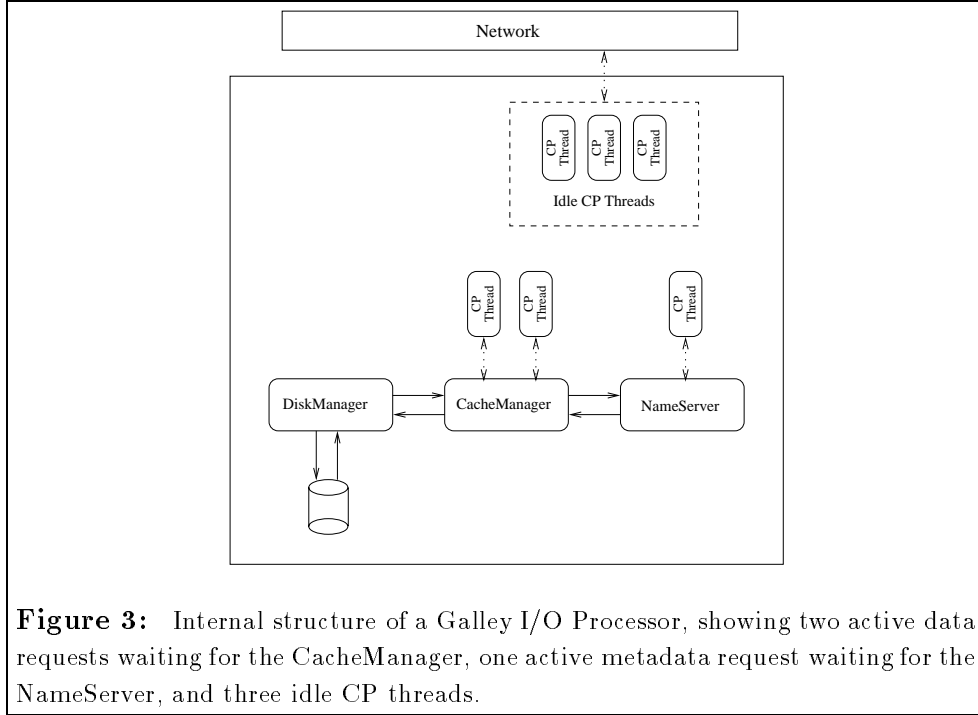 Network
CP Thread
CP Thread
CP Thread
Idle CP Threads
CP Thread
CP Thread
CP Thread
DiskManager
CacheManager
NameServer
Figure 3: Internal structure of a Galley I/O Processor, showing two active data
requests waiting for the CacheManager, one active metadata request waiting for the
NameServer, and three idle CP threads.